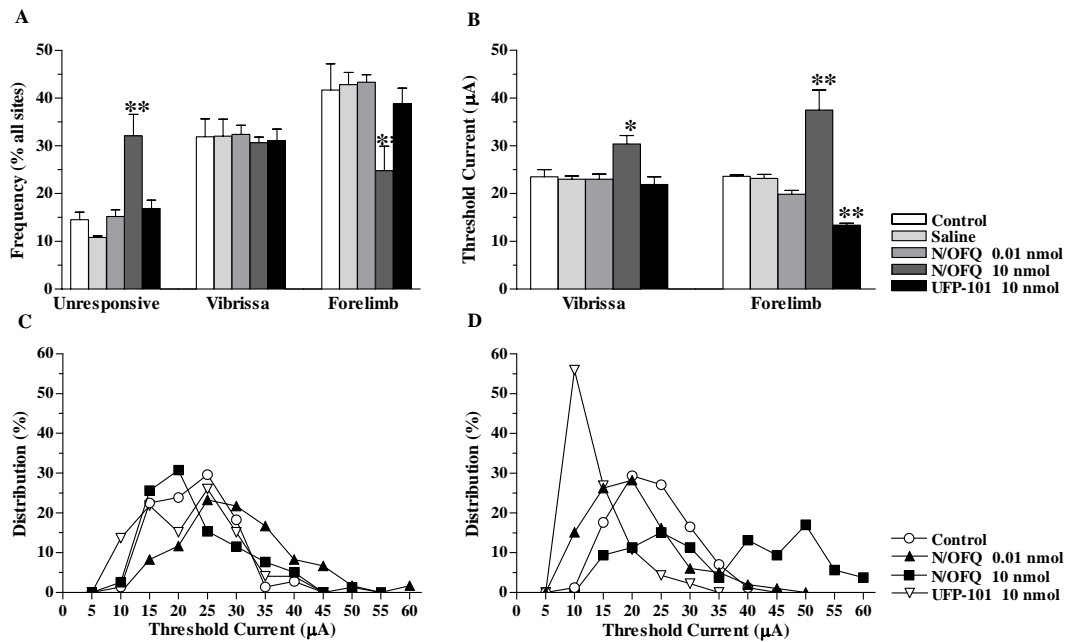 A
B
Frequency (% all sites)
50
40
30
20
10
0
**
**
Unresponsive
Vibrissa
Forelimb
Threshold Current (µA)
50
40
30
20
10
0
*
**
**
Vibrissa
Forelimb
Control
Saline
N/OFQ 0.01 nmol
N/OFQ 10 nmol
UFP-101 10 nmol
C
D
Distribution (%)
60
50
40
30
20
10
0
0 5 10 15 20 25 30 35 40 45 50 55 60
Threshold Current (µA)
Distribution (%)
60
50
40
30
20
10
0
0 5 10 15 20 25 30 35 40 45 50 55 60
Threshold Current (µA)
Control
N/OFQ 0.01 nmol
N/OFQ 10 nmol
UFP-101 10 nmol